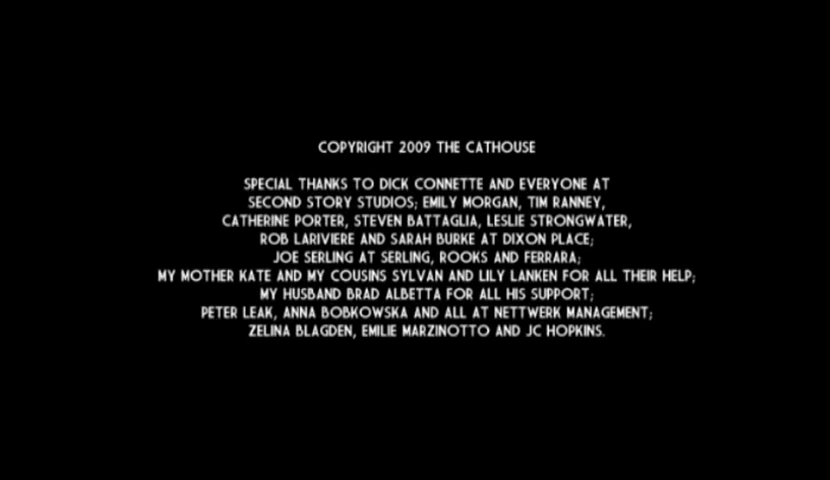 COPYRIGHT 2009 THE CATHOUSE
SPECIAL THANKS TO DICK CONNETTE AND EVERYONE AT
SECOND STORY STUDIOS; EMILY MORGAN, TIM RANNEY,
CATHERINE PORTER, STEVEN BATTAGLIA, LESLIE STRONGWATER,
ROB LARIVIERE AND SARAH BURKE AT DIXON PLACE;
JOE SERLING AT SERLING, ROOKS AND FERRARA;
MY MOTHER KATE AND MY COUSINS SYLVAN AND LILY LANKEN FOR ALL THEIR HELP;
MY HUSBAND BRAD ALBETTA FOR ALL HIS SUPPORT;
PETER LEAK, ANNA BOBKOWSKA AND ALL AT NETTWERK MANAGEMENT;
ZELINA BLAGDEN, EMILIE MARZINOTTO AND JC HOPKINS.